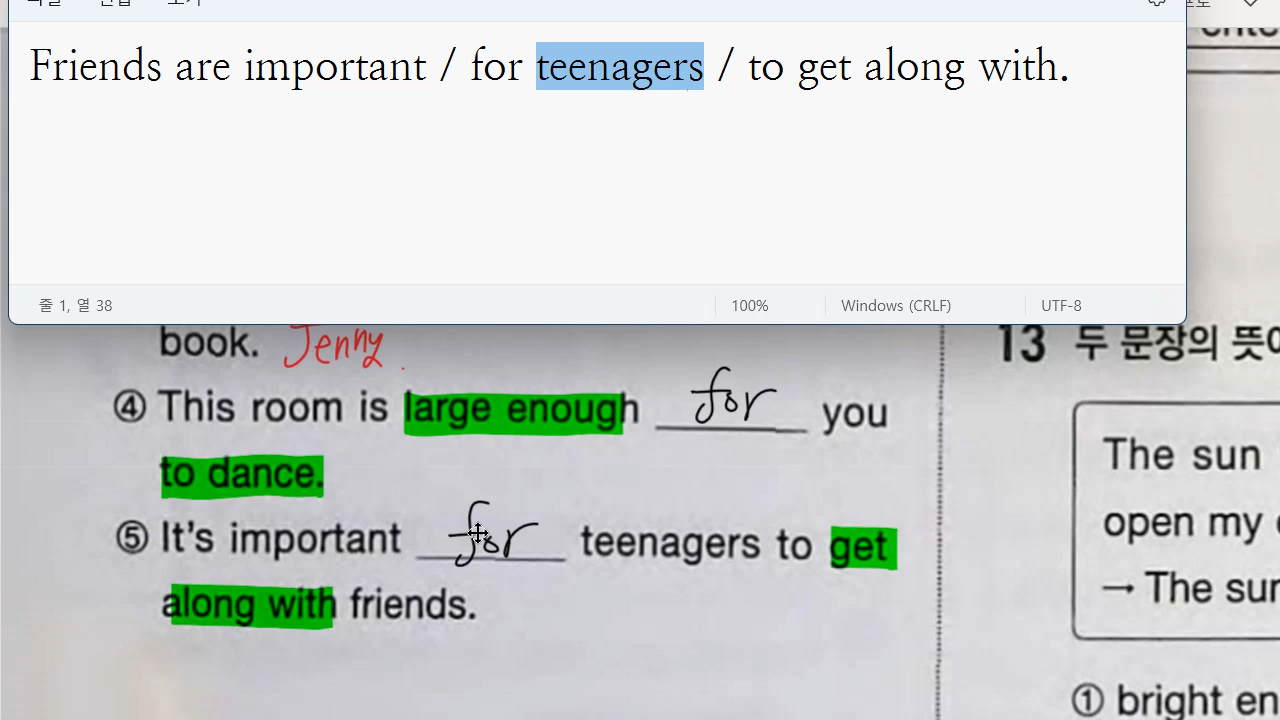 Friends are important / for teenagers / to get along with.
줄 1, 열 38
100%
Windows (CRLF)
UTF-8
book. Jenny.
④ This room is large enough for you
to dance.
⑤ It's important for teenagers to get
along with friends.
13 두 문장의 뜻이
The sun
open my
→ The sun
① bright en